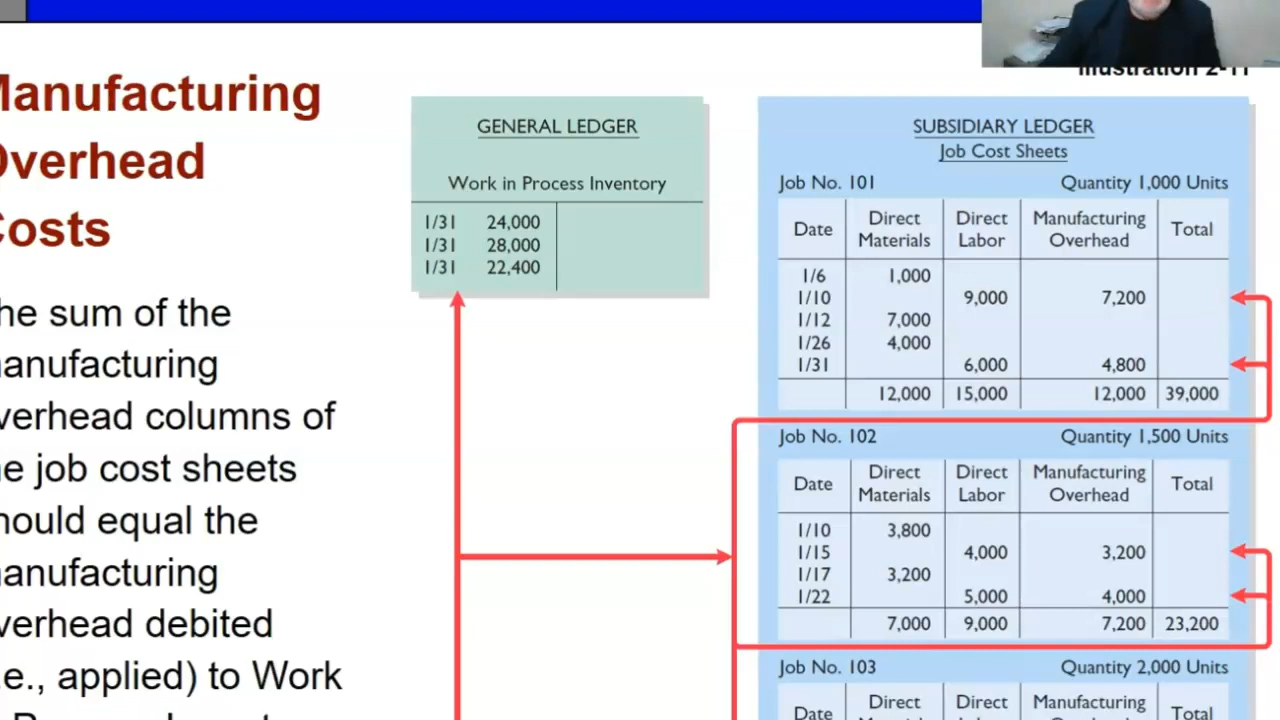 Manufacturing
Overhead
Costs
he sum of the
anufacturing
verhead columns of
e job cost sheets
hould equal the
anufacturing
verhead debited
.e., applied) to Work
Illustration 2-11
GENERAL LEDGER
Work in Process Inventory
1/31 24,000
1/31 28,000
1/31 22,400
SUBSIDIARY LEDGER
Job Cost Sheets
Job No. 101 Quantity 1,000 Units
Date Direct Materials Direct Labor Manufacturing Overhead Total
1/6 1,000
1/10 9,000 7,200
1/12 7,000
1/26 4,000
1/31 6,000 4,800
12,000 15,000 12,000 39,000
Job No. 102 Quantity 1,500 Units
Date Direct Materials Direct Labor Manufacturing Overhead Total
1/10 3,800
1/15 4,000 3,200
1/17 3,200
1/22 5,000 4,000
7,000 9,000 7,200 23,200
Job No. 103 Quantity 2,000 Units
Date Direct Direct Manufacturing Total